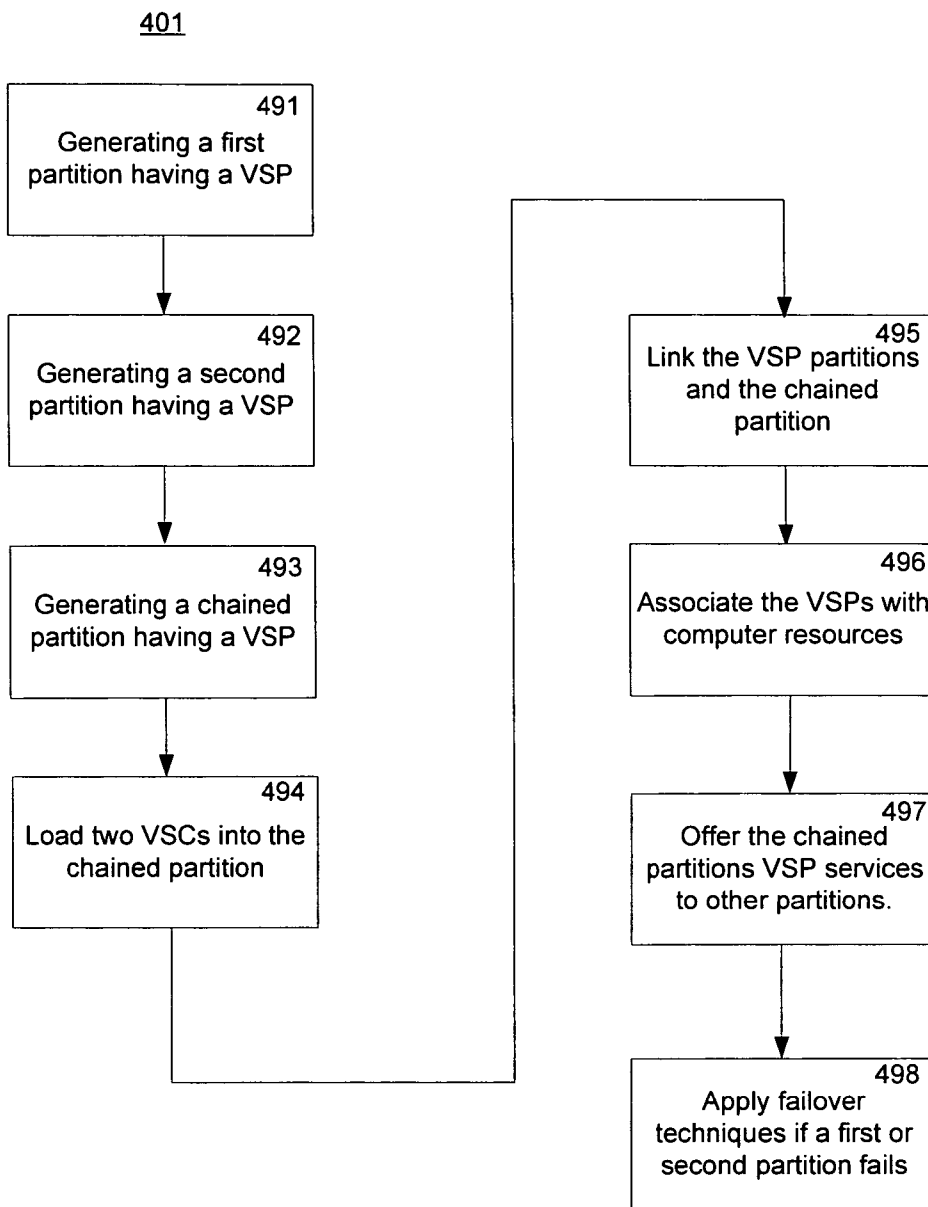 401
491
Generating a first
partition having a VSP
492
Generating a second
partition having a VSP
493
Generating a chained
partition having a VSP
494
Load two VSCs into the
chained partition
495
Link the VSP partitions
and the chained
partition
496
Associate the VSPs with
computer resources
497
Offer the chained
partitions VSP services
to other partitions.
498
Apply failover
techniques if a first or
second partition fails